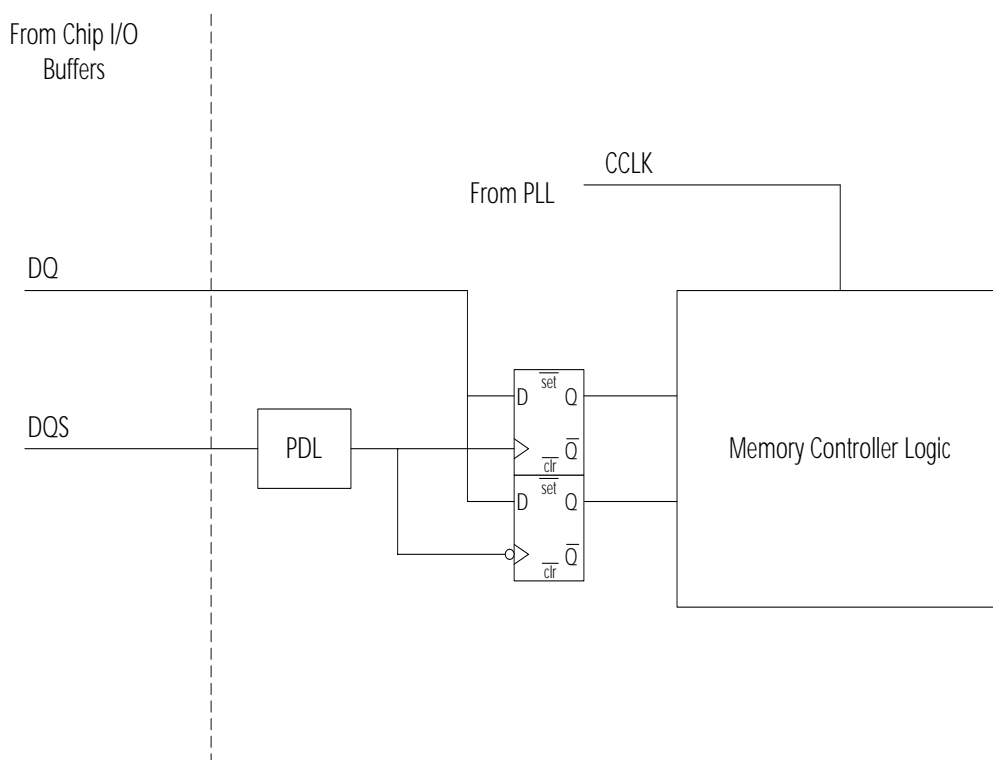 From Chip I/O
Buffers
CCLK
From PLL
DQ
set
D Q
Q
clr
DQS
PDL
Memory Controller Logic
set
D Q
Q
clr